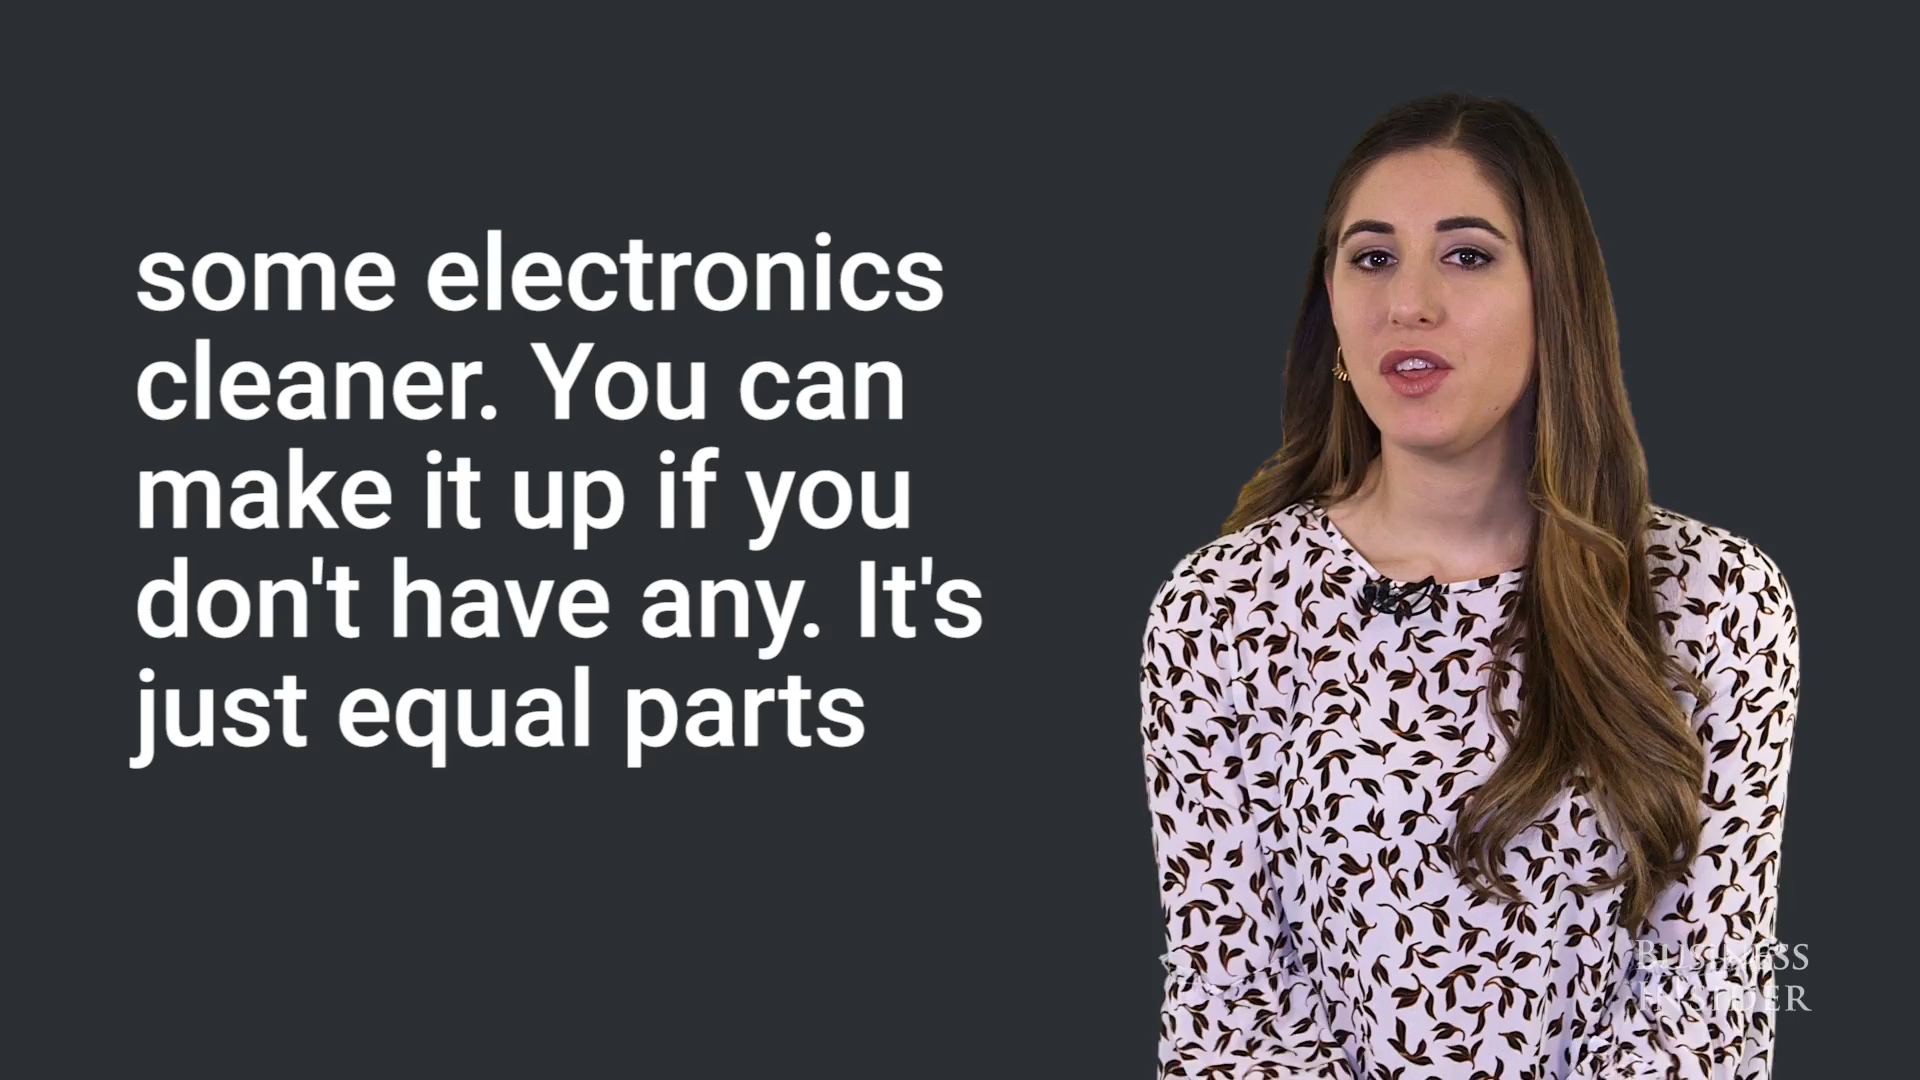 some electronics
cleaner. You can
make it up if you
don't have any. It's
just equal parts
BUSINESS
INSIDER